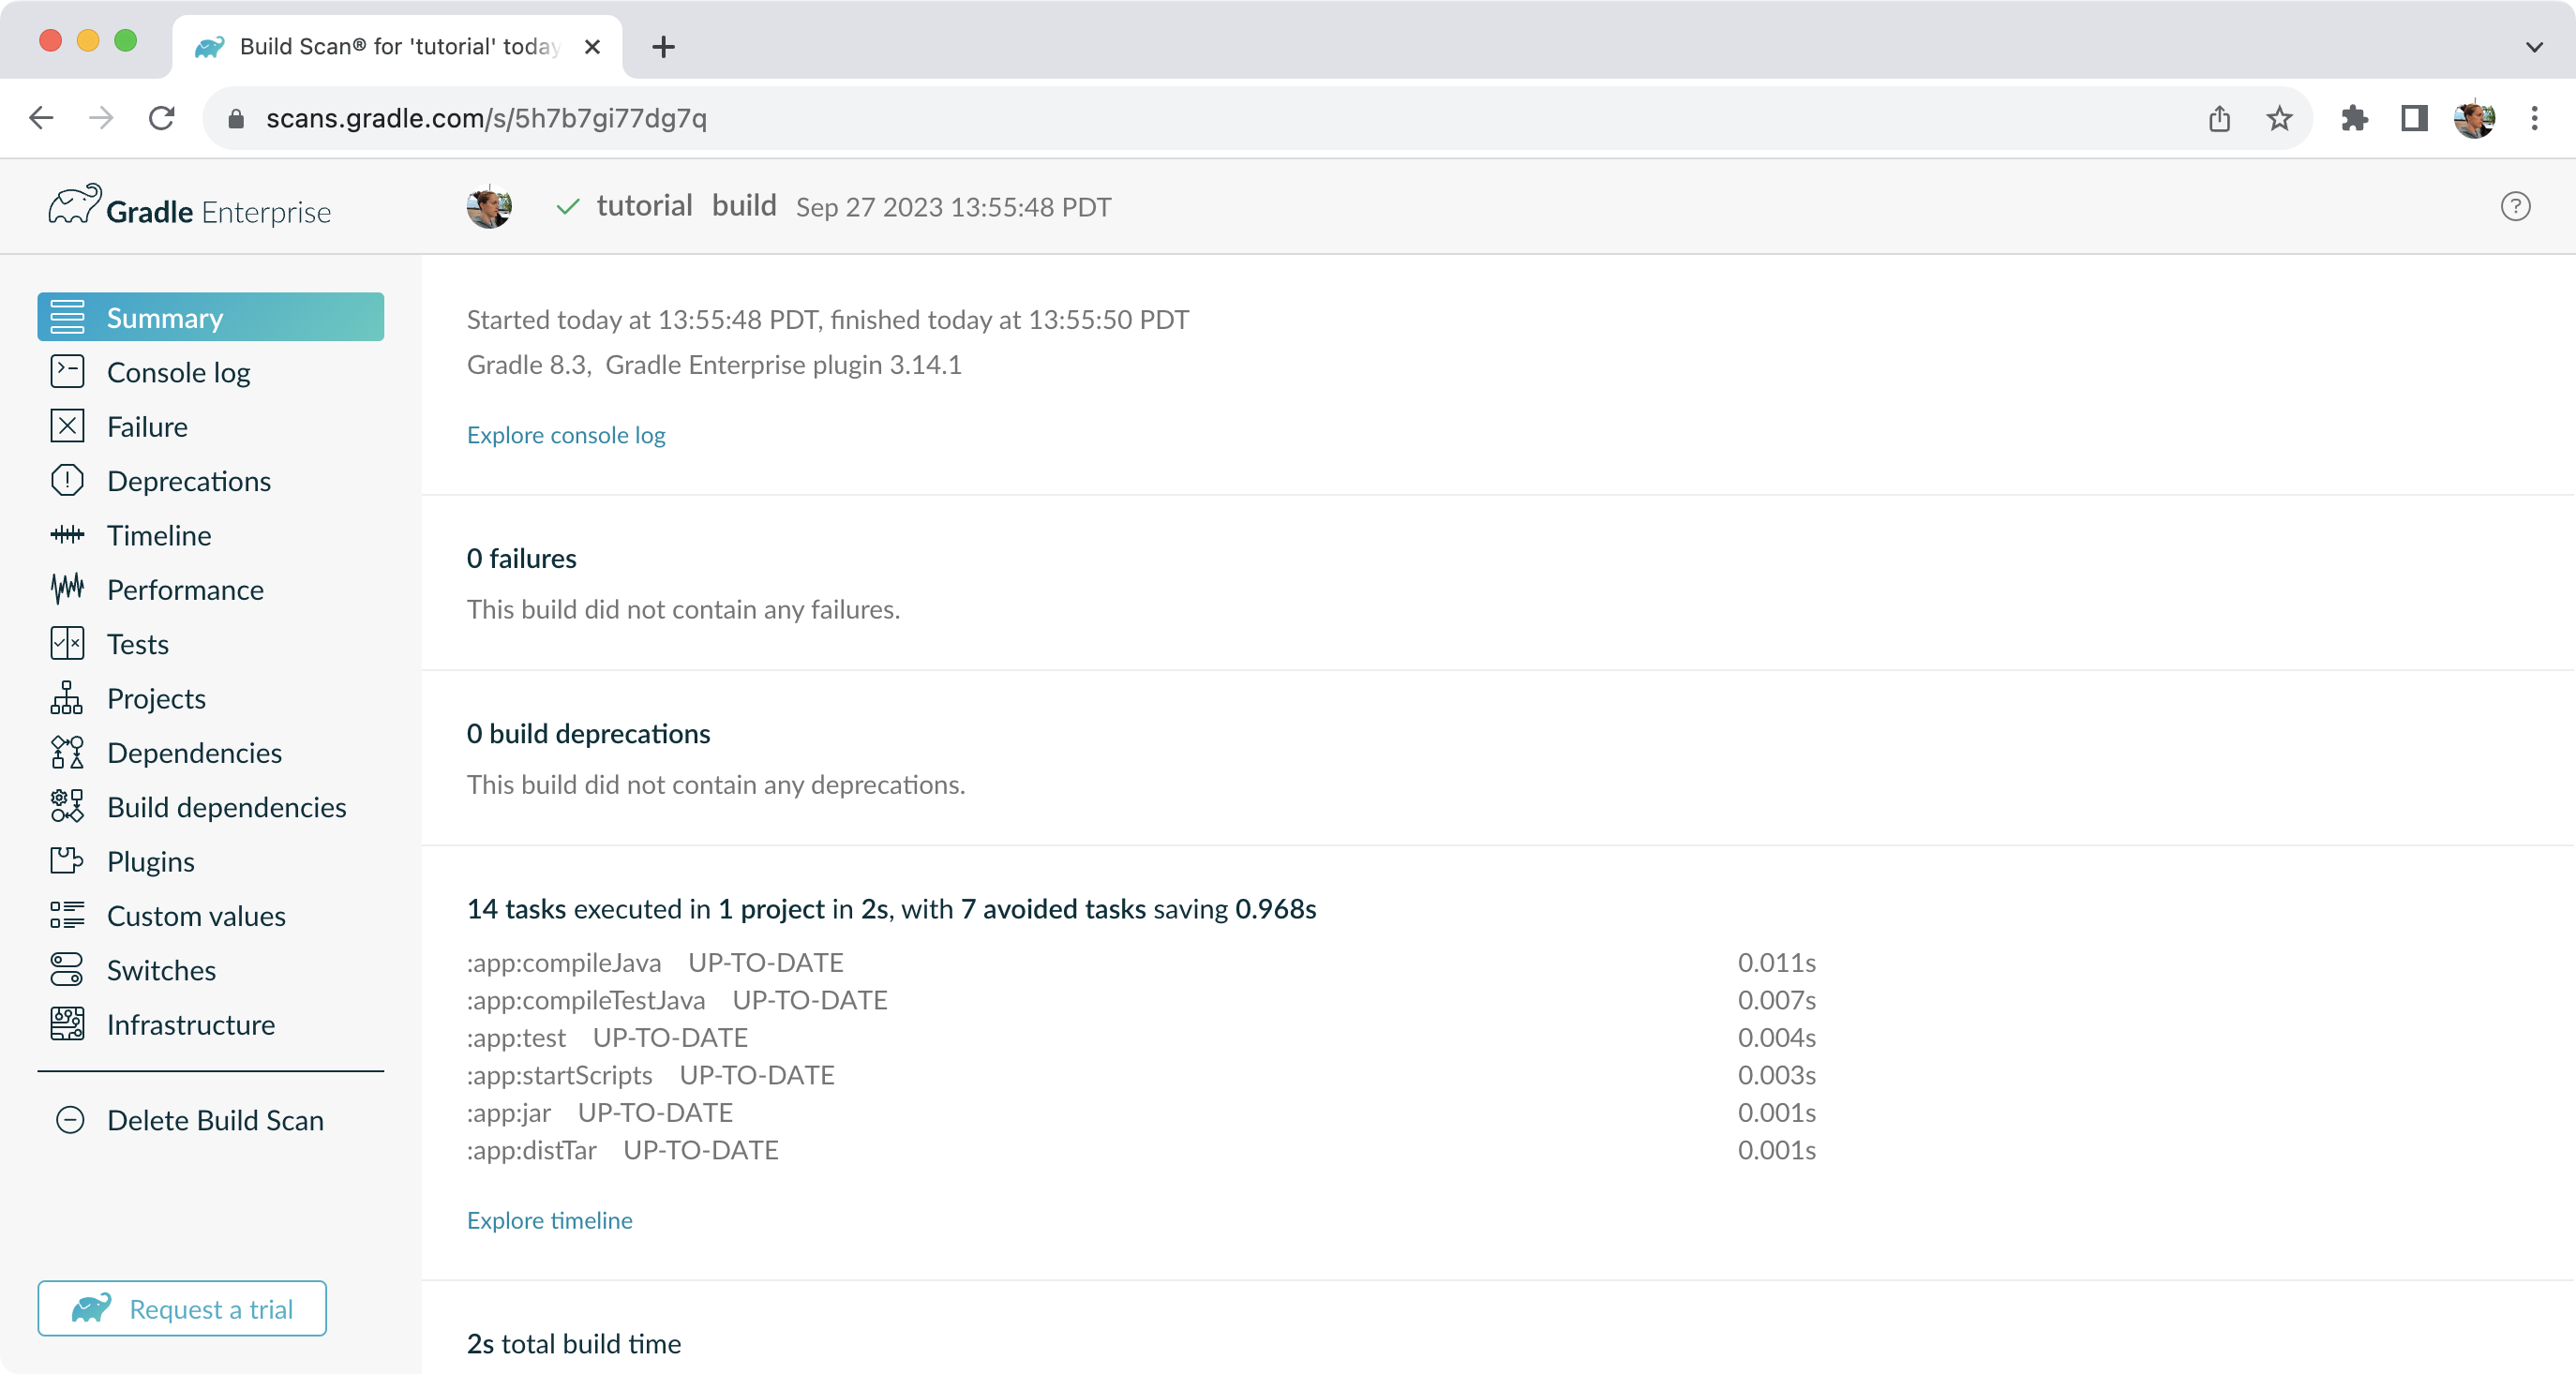 Build Scan® for 'tutorial' today
scans.gradle.com/s/5h7b7gi77dg7q
Gradle Enterprise
tutorial build Sep 27 2023 13:55:48 PDT
Summary
Console log
Failure
Deprecations
Timeline
Performance
Tests
Projects
Dependencies
Build dependencies
Plugins
Custom values
Switches
Infrastructure
Delete Build Scan
Request a trial
Started today at 13:55:48 PDT, finished today at 13:55:50 PDT
Gradle 8.3, Gradle Enterprise plugin 3.14.1
Explore console log
0 failures
This build did not contain any failures.
0 build deprecations
This build did not contain any deprecations.
14 tasks executed in 1 project in 2s, with 7 avoided tasks saving 0.968s
:app:compileJava UP-TO-DATE 0.011s
:app:compileTestJava UP-TO-DATE 0.007s
:app:test UP-TO-DATE 0.004s
:app:startScripts UP-TO-DATE 0.003s
:app:jar UP-TO-DATE 0.001s
:app:distTar UP-TO-DATE 0.001s
Explore timeline
2s total build time